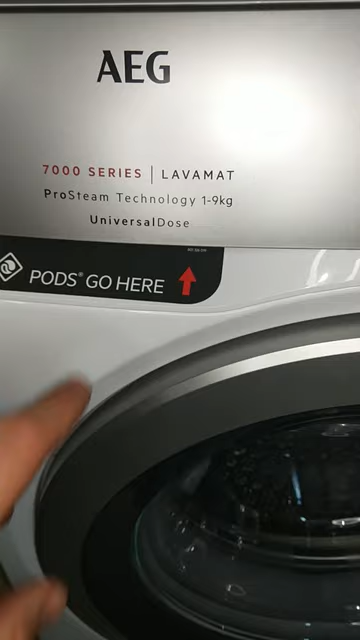 AEG
7000 SERIES | LAVAMAT
ProSteam Technology 1-9kg
UniversalDose
PODS® GO HERE